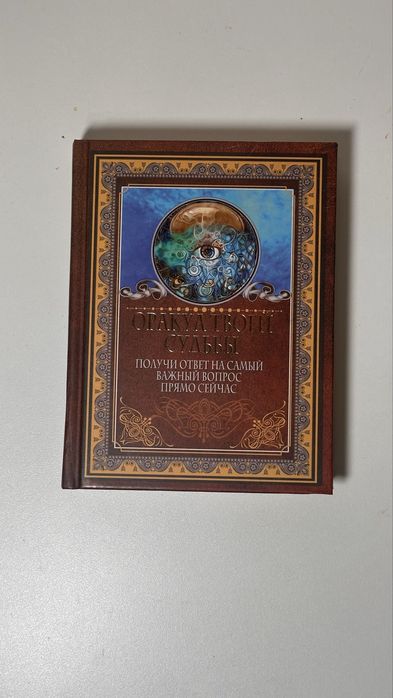 ОРАКУЛ ТВОЕЙ
СУДЬБЫ
ПОЛУЧИ ОТВЕТ НА САМЫЙ
ВАЖНЫЙ ВОПРОС
ПРЯМО СЕЙЧАС